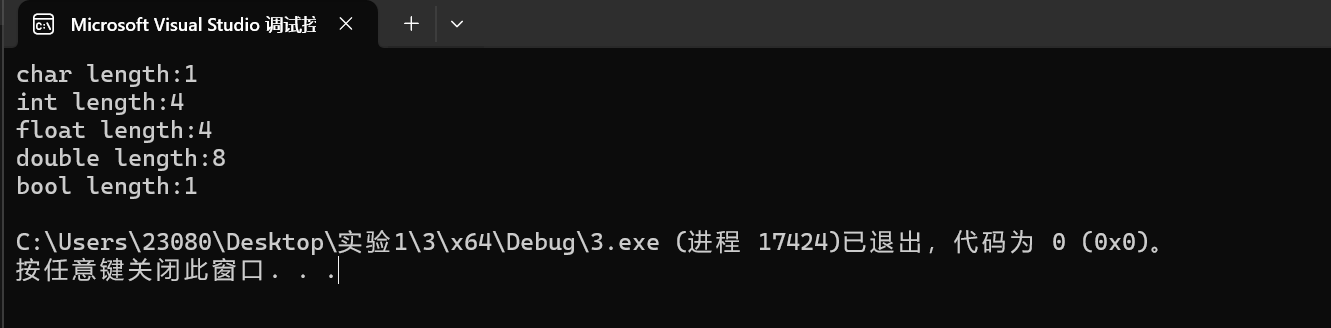 Microsoft Visual Studio 调试控
char length:1
int length:4
float length:4
double length:8
bool length:1
C:\Users\23080\Desktop\实验1\3\x64\Debug\3.exe (进程 17424)已退出，代码为 0 (0x0)。
按任意键关闭此窗口. . .